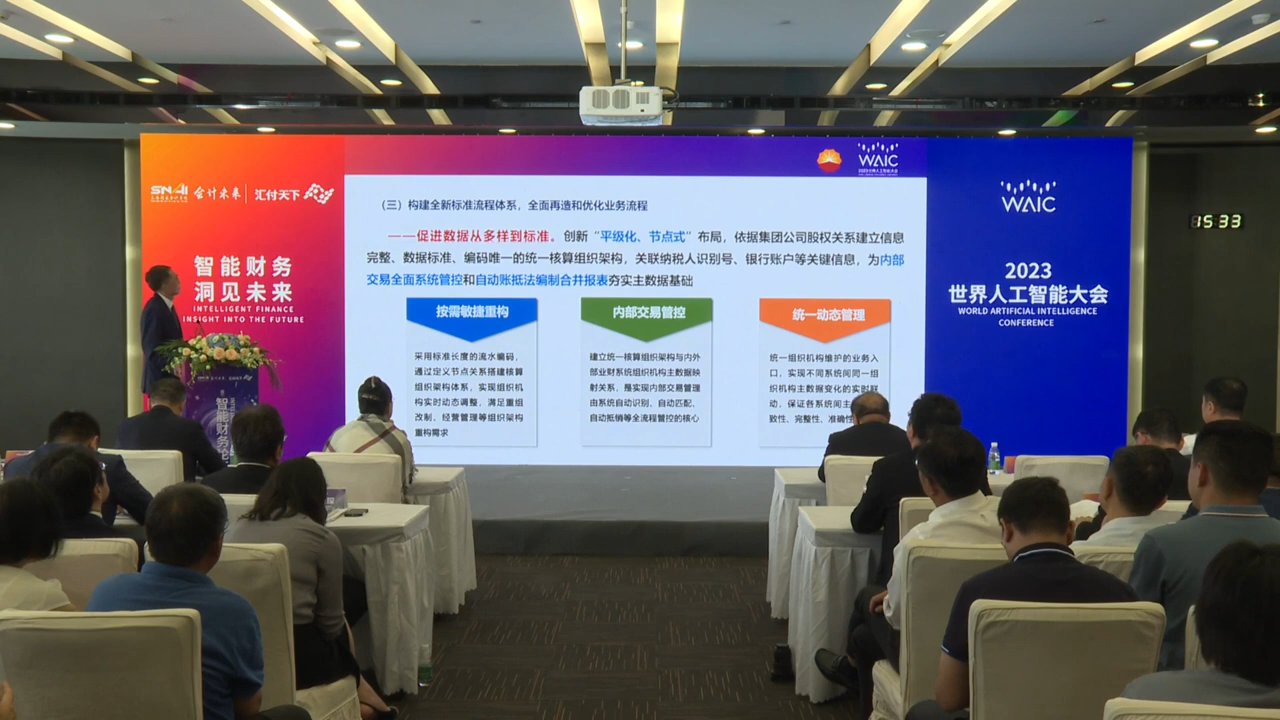 SNAI 会计未来 汇付天下
智能财务
洞见未来
INTELLIGENT FINANCE
INSIGHT INTO THE FUTURE
WAIC
（三）构建全新标准流程体系，全面再造和优化业务流程
——促进数据从多样到标准。创新“平级化、节点式”布局，依据集团公司股权关系建立信息
完整、数据标准、编码唯一的统一核算组织架构，关联纳税人识别号、银行账户等关键信息，为内部
交易全面系统管控和自动账抵法编制合并报表夯实主数据基础
按需敏捷重构
采用标准长度的流水编码，
通过定义节点关系搭建核算
组织架构体系，实现组织机
构实时动态调整，满足重组
改制、经营管理等组织架构
重构需求
内部交易管控
建立统一核算组织架构与内外
部业财系统组织机构主数据映
射关系，是实现内部交易管理
由系统自动识别、自动匹配、
自动抵销等全流程管控的核心
统一动态管理
统一组织机构维护的业务入
口，实现不同系统间同一组
织机构主数据变化的实时联
动，保证各系统间主
致性、完整性、准确性
WAIC
2023
世界人工智能大会
WORLD ARTIFICIAL INTELLIGENCE
CONFERENCE
15:33
智能财务论